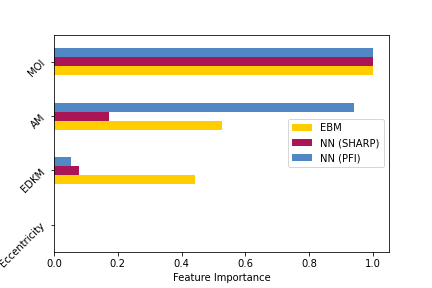 MOI
AM
EDKM
Eccentricity
EBM
NN (SHARP)
NN (PFI)
0.0 0.2 0.4 0.6 0.8 1.0
Feature Importance